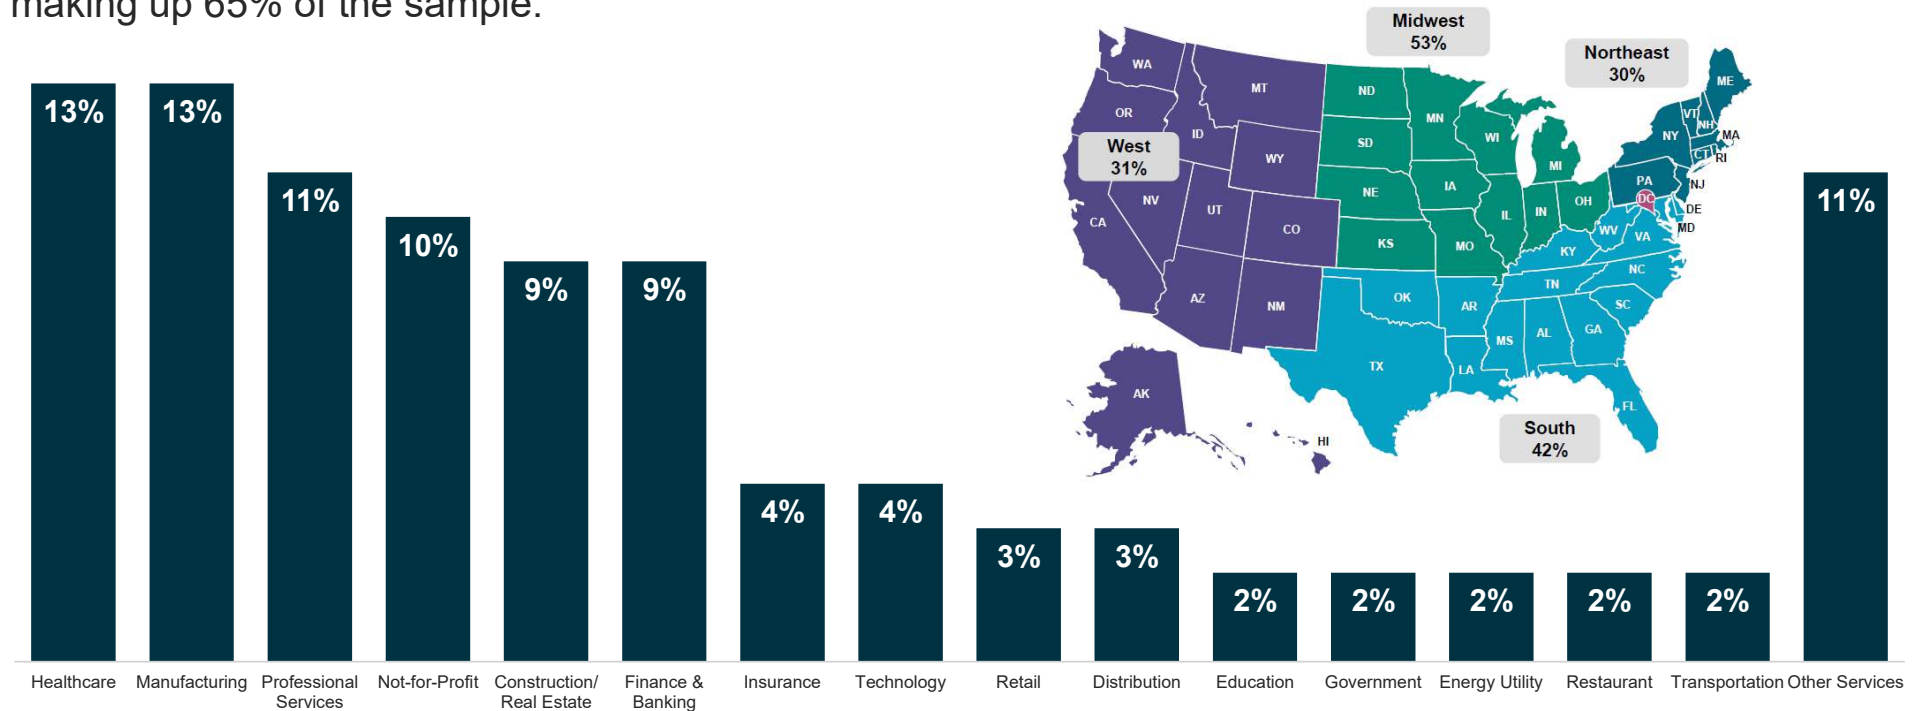 making up 65% of the sample.
Midwest
53%
Northeast
30%
West
31%
South
42%
WA
OR
CA
ID
NV
MT
WY
UT
CO
AZ
NM
AK
HI
ND
SD
NE
KS
MN
IA
MO
WI
IL
IN
MI
OH
OK
TX
AR
LA
MS
AL
TN
KY
GA
FL
SC
NC
VA
WV
DC
PA
NY
VT
NH
ME
MA
RI
CT
NJ
DE
MD
13%
13%
11%
10%
9%
9%
4%
4%
3%
3%
2%
2%
2%
2%
2%
11%
Healthcare
Manufacturing
Professional
Services
Not-for-Profit
Construction/
Real Estate
Finance &
Banking
Insurance
Technology
Retail
Distribution
Education
Government
Energy Utility
Restaurant
Transportation
Other Services